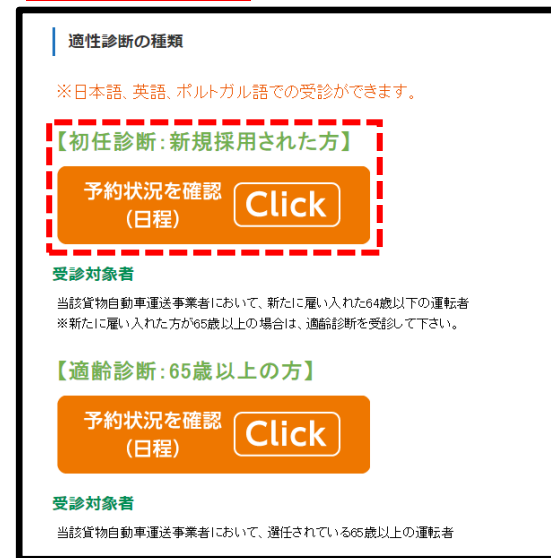 適性診断の種類
※日本語、英語、ポルトガル語での受診ができます。
【初任診断:新規採用された方】
予約状況を確認
(日程)
Click
受診対象者
当該貨物自動車運送事業者において、新たに雇い入れた64歳以下の運転者
※新たに雇い入れた方が65歳以上の場合は、適齢診断を受診して下さい。
【適齢診断:65歳以上の方】
予約状況を確認
(日程)
Click
受診対象者
当該貨物自動車運送事業者において、選任されている65歳以上の運転者